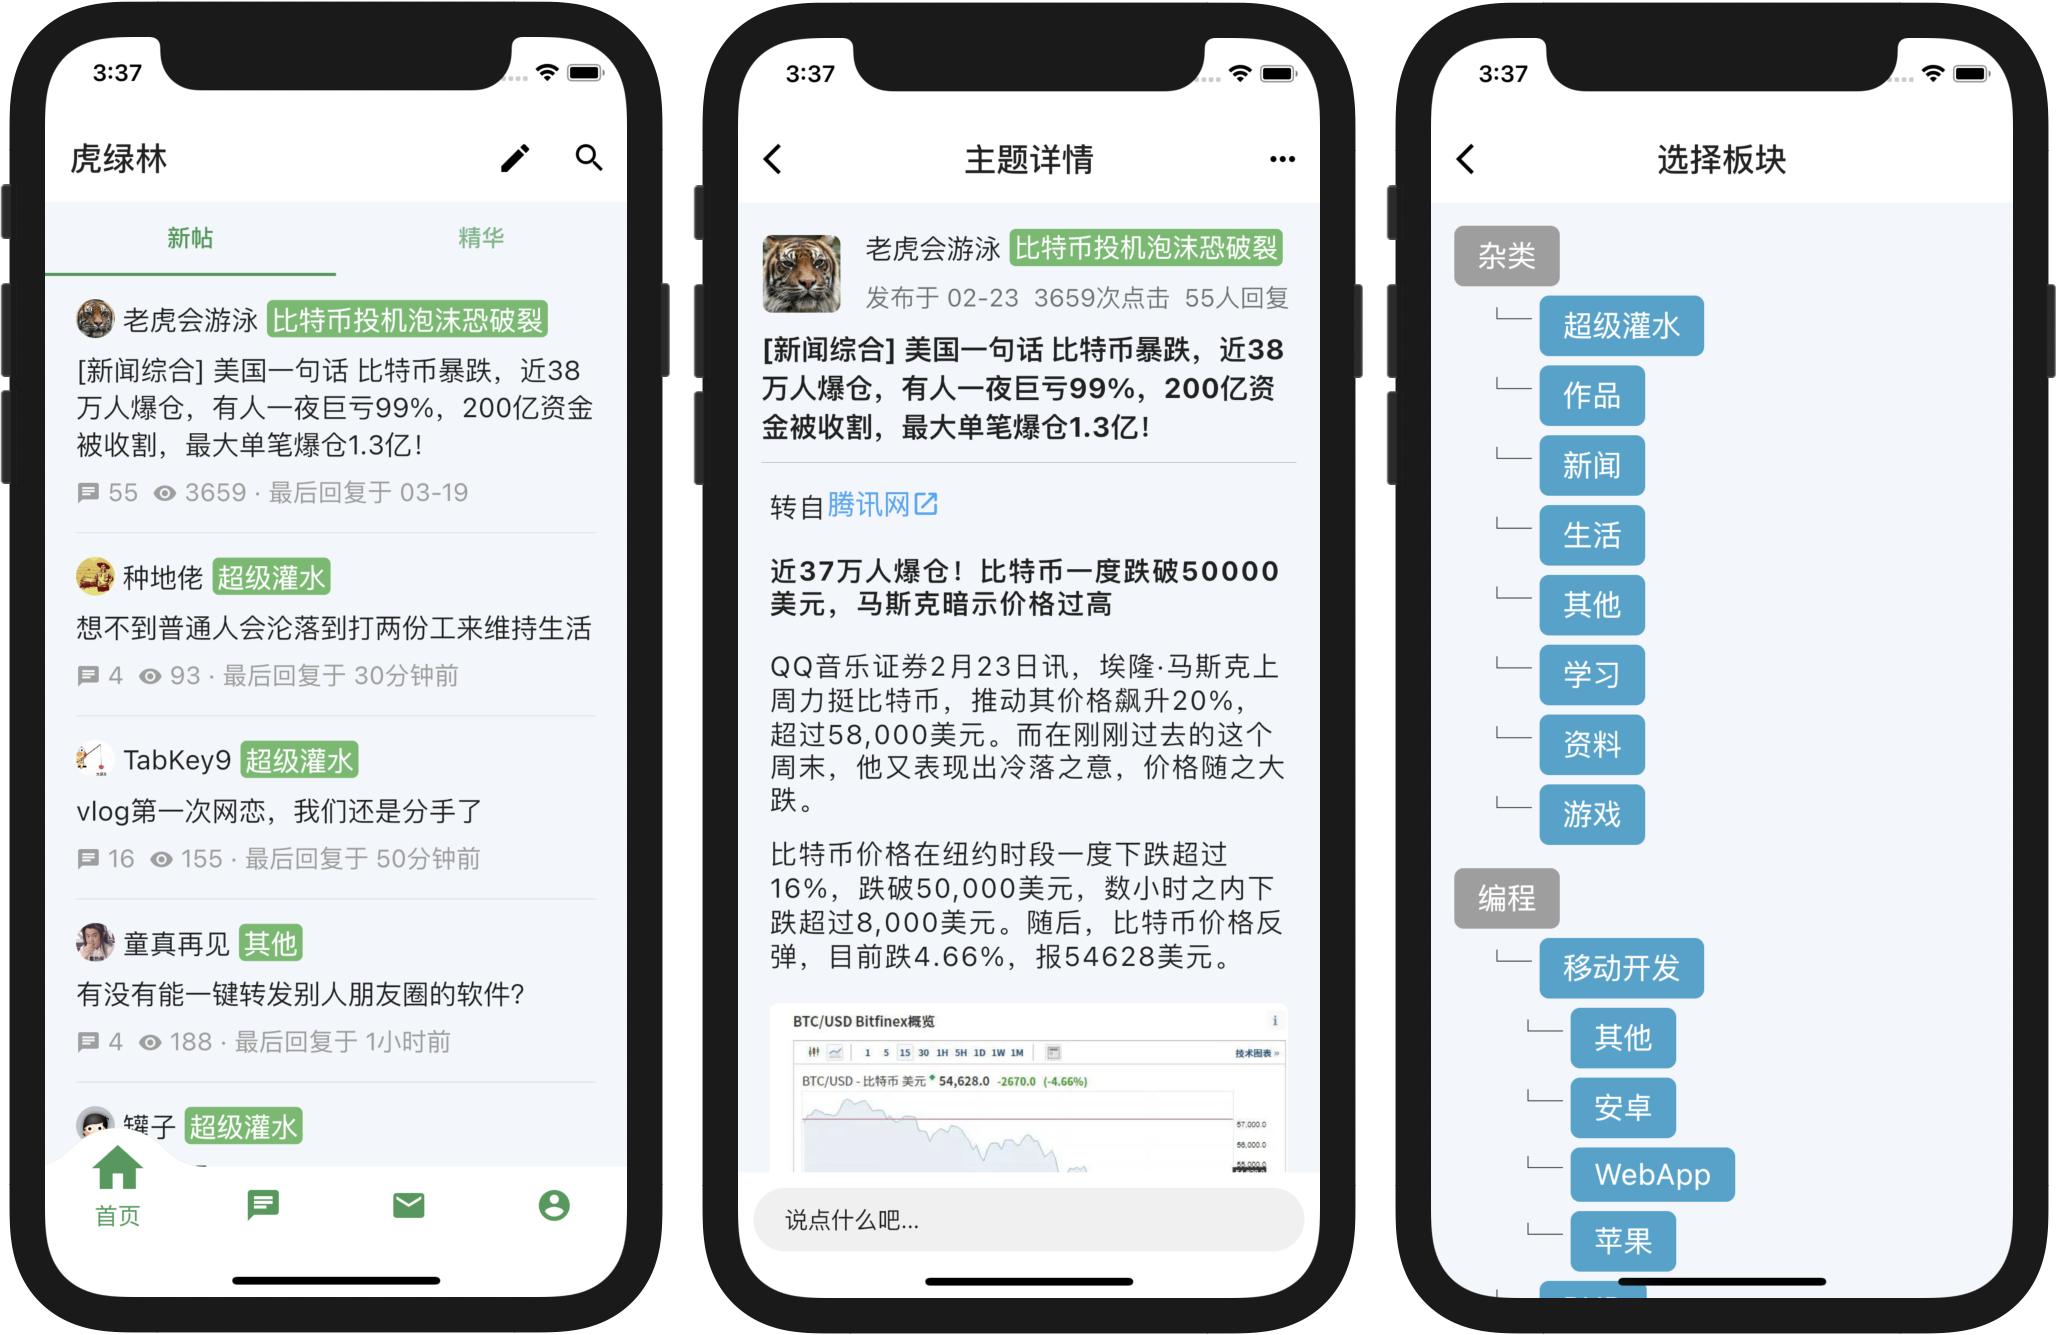 3:37
虎绿林
新帖
精华
老虎会游泳 比特币投机泡沫恐破裂
[新闻综合] 美国一句话 比特币暴跌，近38
万人爆仓，有人一夜巨亏99%，200亿资金
被收割，最大单笔爆仓1.3亿！
55 3659 · 最后回复于 03-19
种地佬 超级灌水
想不到普通人会沦落到打两份工来维持生活
4 93 · 最后回复于 30分钟前
TabKey9 超级灌水
vlog第一次网恋，我们还是分手了
16 155 · 最后回复于 50分钟前
童真再见 其他
有没有能一键转发别人朋友圈的软件？
4 188 · 最后回复于 1小时前
罐子 超级灌水
首页
3:37
主题详情
老虎会游泳 比特币投机泡沫恐破裂
发布于 02-23 3659次点击 55人回复
[新闻综合] 美国一句话 比特币暴跌，近38
万人爆仓，有人一夜巨亏99%，200亿资
金被收割，最大单笔爆仓1.3亿！
转自腾讯网
近37万人爆仓！比特币一度跌破50000
美元，马斯克暗示价格过高
QQ音乐证券2月23日讯，埃隆·马斯克上
周力挺比特币，推动其价格飙升20%，
超过58,000美元。而在刚刚过去的这个
周末，他又表现出冷落之意，价格随之大
跌。
比特币价格在纽约时段一度下跌超过
16%，跌破50,000美元，数小时之内下
跌超过8,000美元。随后，比特币价格反
弹，目前跌4.66%，报54628美元。
BTC/USD Bitfinex概览
1 5 15 30 1H 5H 1D 1W 1M 技术图表 »
BTC/USD - 比特币 美元 54,628.0 -2670.0 (-4.66%)
57,000.0
56,000.0
55,000.0
说点什么吧...
3:37
选择板块
杂类
超级灌水
作品
新闻
生活
其他
学习
资料
游戏
编程
移动开发
其他
安卓
WebApp
苹果